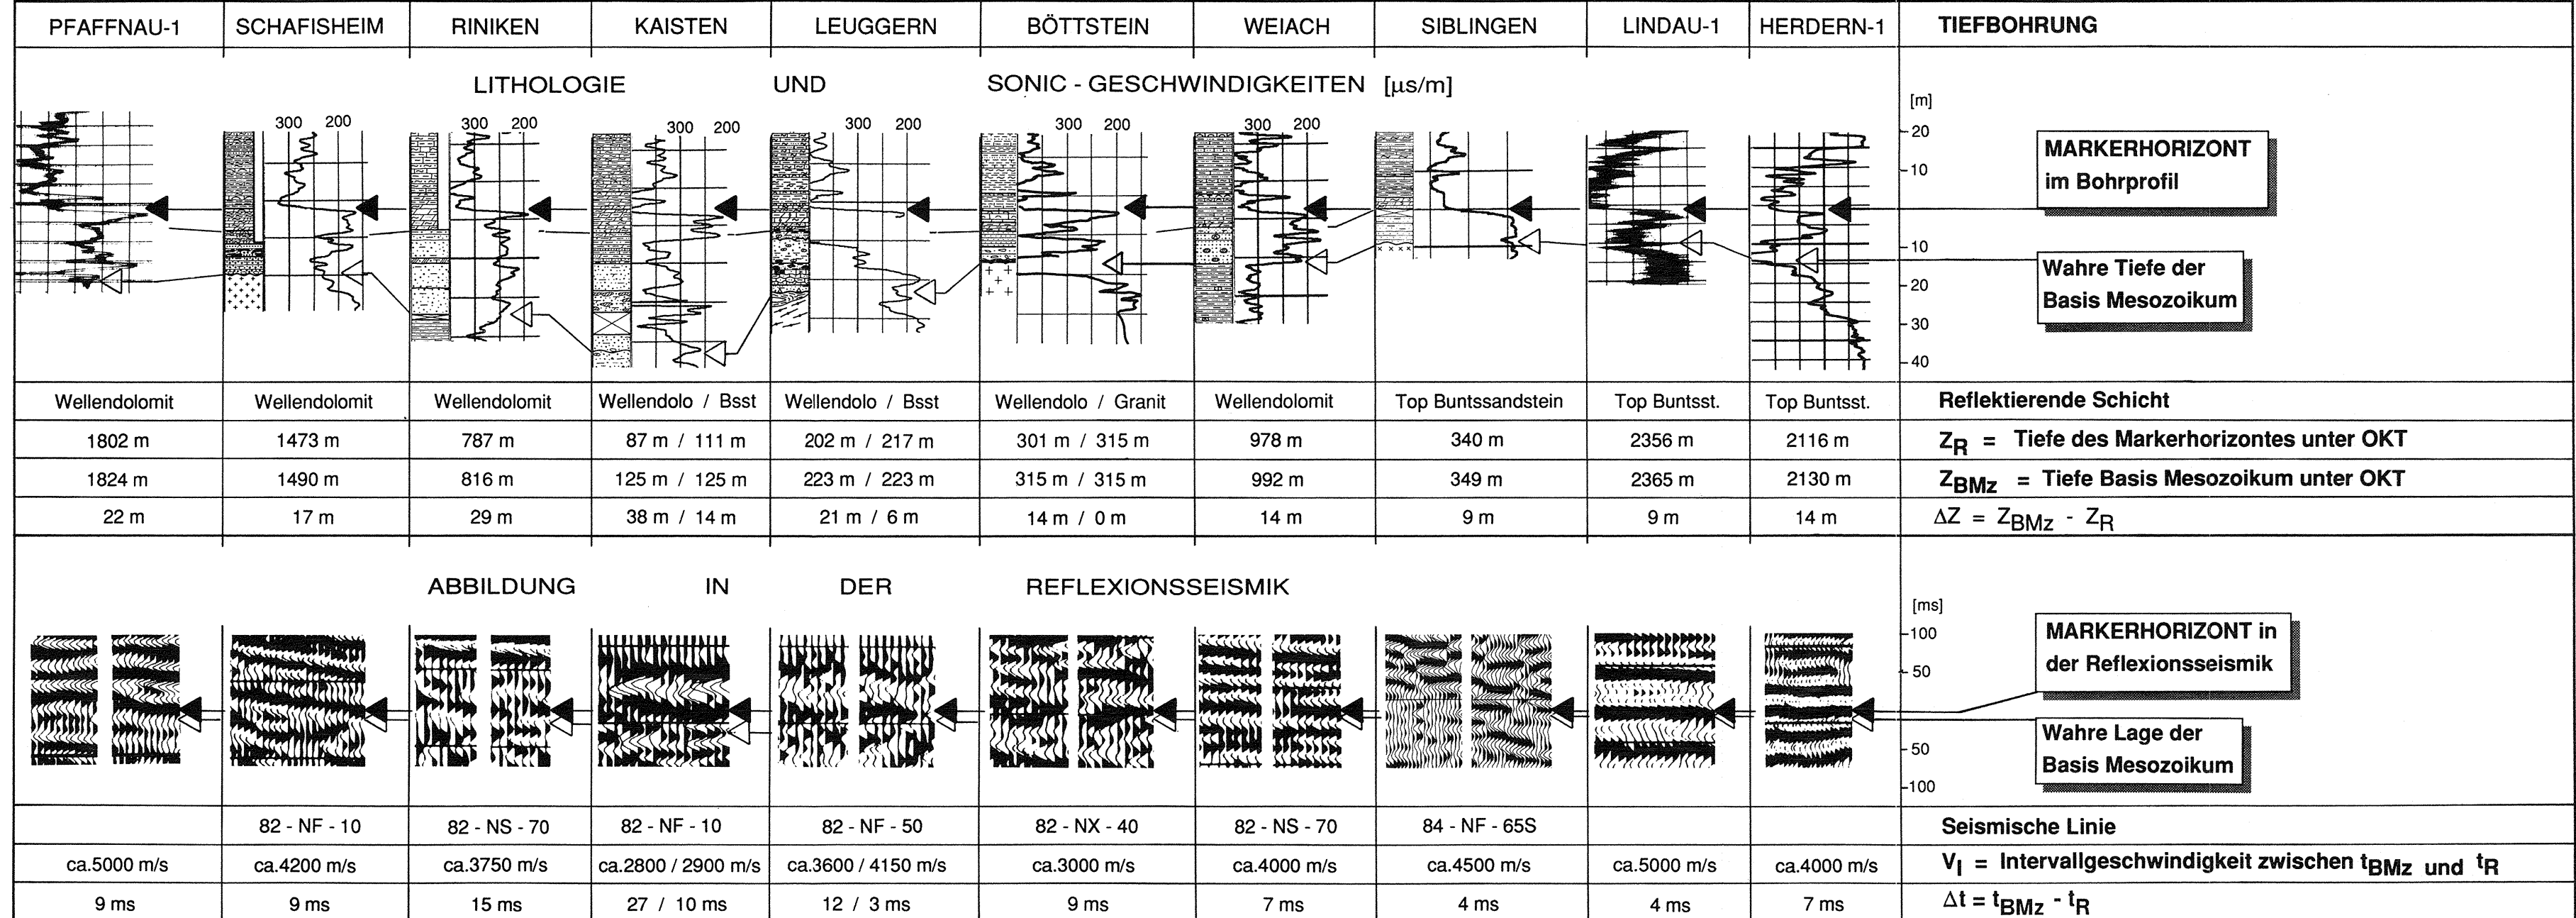 PFAFFNAU-1 SCHAFISHEIM RINIKEN KAISTEN LEUGGERN BÖTTSTEIN WEIACH SIBLINGEN LINDAU-1 HERDERN-1 TIEFBOHRUNG
LITHOLOGIE UND SONIC - GESCHWINDIGKEITEN [µs/m]
[m]
300 200 300 200 300 200 300 200 300 200 300 200
20
10
10
20
30
40
MARKERHORIZONT
im Bohrprofil
Wahre Tiefe der
Basis Mesozoikum
Wellendolomit Wellendolomit Wellendolomit Wellendolo / Bsst Wellendolo / Bsst Wellendolo / Granit Wellendolomit Top Buntssandstein Top Buntsst. Top Buntsst. Reflektierende Schicht
1802 m 1473 m 787 m 87 m / 111 m 202 m / 217 m 301 m / 315 m 978 m 340 m 2356 m 2116 m ZR = Tiefe des Markerhorizontes unter OKT
1824 m 1490 m 816 m 125 m / 125 m 223 m / 223 m 315 m / 315 m 992 m 349 m 2365 m 2130 m ZBMz = Tiefe Basis Mesozoikum unter OKT
22 m 17 m 29 m 38 m / 14 m 21 m / 6 m 14 m / 0 m 14 m 9 m 9 m 14 m ΔZ = ZBMz - ZR
ABBILDUNG IN DER REFLEXIONSSEISMIK
[ms]
100
50
50
100
MARKERHORIZONT in
der Reflexionsseismik
Wahre Lage der
Basis Mesozoikum
82 - NF - 10 82 - NS - 70 82 - NF - 10 82 - NF - 50 82 - NX - 40 82 - NS - 70 84 - NF - 65S Seismische Linie
ca.5000 m/s ca.4200 m/s ca.3750 m/s ca.2800 / 2900 m/s ca.3600 / 4150 m/s ca.3000 m/s ca.4000 m/s ca.4500 m/s ca.5000 m/s ca.4000 m/s VI = Intervallgeschwindigkeit zwischen tBMz und tR
9 ms 9 ms 15 ms 27 / 10 ms 12 / 3 ms 9 ms 7 ms 4 ms 4 ms 7 ms Δt = tBMz - tR